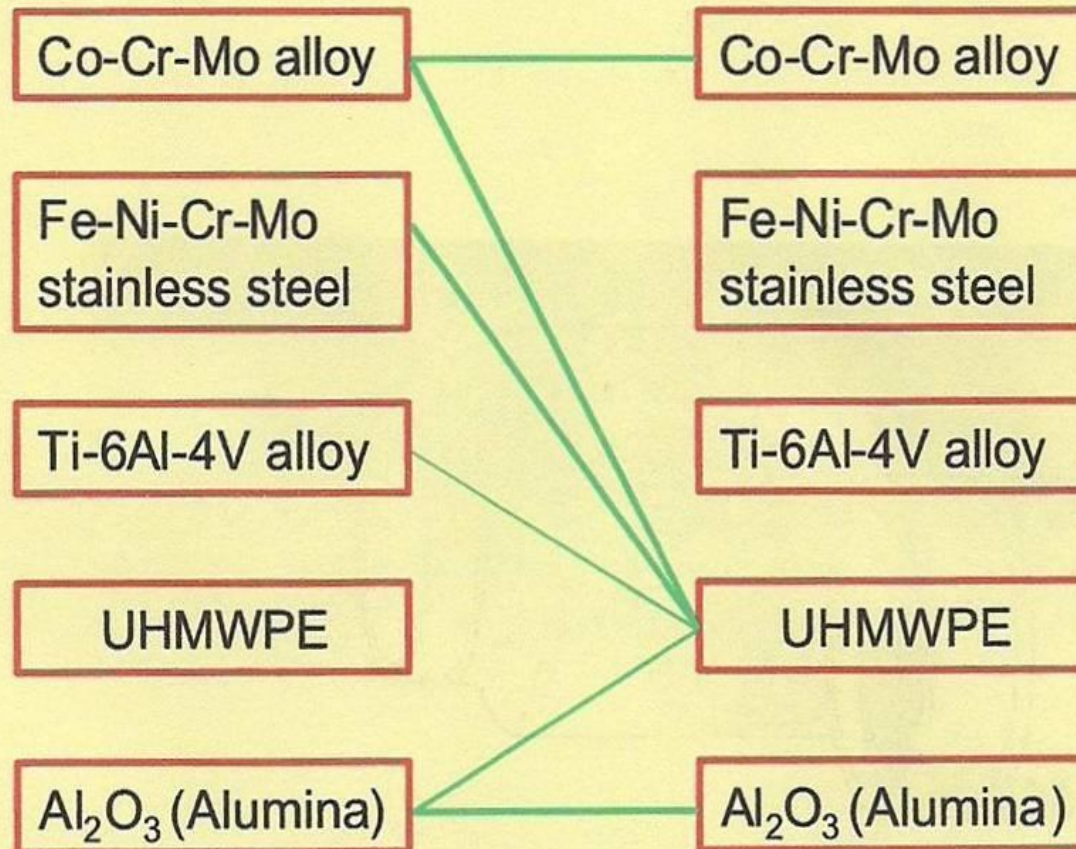 Co-Cr-Mo alloy
Fe-Ni-Cr-Mo
stainless steel
Ti-6Al-4V alloy
UHMWPE
Al₂O₃ (Alumina)
Co-Cr-Mo alloy
Fe-Ni-Cr-Mo
stainless steel
Ti-6Al-4V alloy
UHMWPE
Al₂O₃ (Alumina)